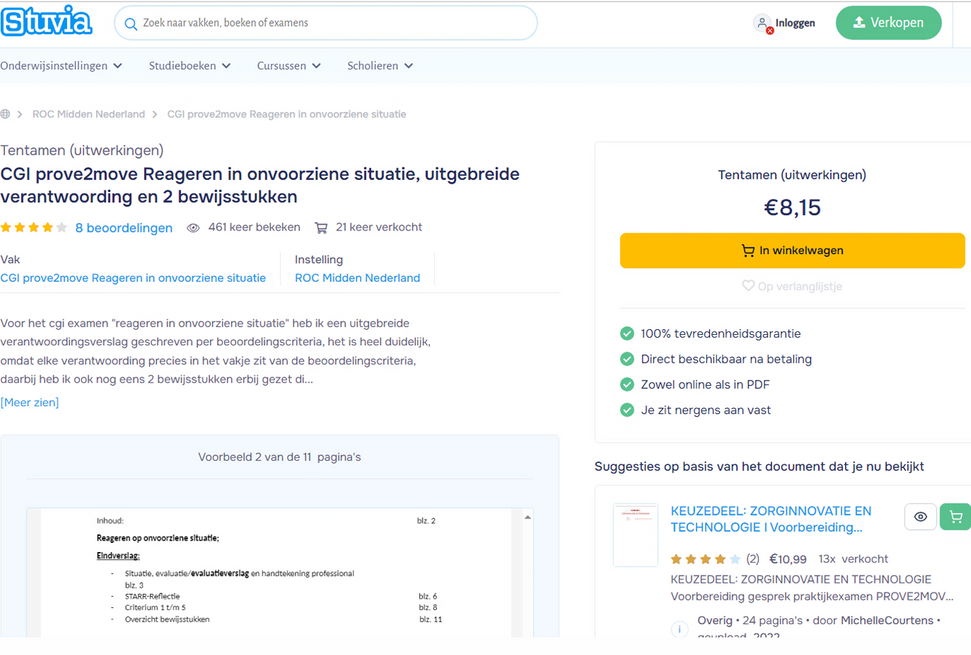 Stuvia
Zoek naar vakken, boeken of examens
Inloggen
Verkopen
Onderwijsinstellingen
Studieboeken
Cursussen
Scholieren
ROC Midden Nederland
CGI prove2move Reageren in onvoorziene situatie
Tentamen (uitwerkingen)
CGI prove2move Reageren in onvoorziene situatie, uitgebreide
verantwoording en 2 bewijsstukken
8 beoordelingen
461 keer bekeken
21 keer verkocht
Vak
CGI prove2move Reageren in onvoorziene situatie
Instelling
ROC Midden Nederland
Voor het cgi examen "reageren in onvoorziene situatie" heb ik een uitgebreide
verantwoordingsverslag geschreven per beoordelingscriteria, het is heel duidelijk,
omdat elke verantwoording precies in het vakje zit van de beoordelingscriteria,
daarbij heb ik ook nog eens 2 bewijsstukken erbij gezet di...
[Meer zien]
Voorbeeld 2 van de 11 pagina's
Inhoud: blz. 2
Reageren op onvoorziene situatie;
Eindverslag:
- Situatie, evaluatie/evaluatieverslag en handtekening professional
blz. 3
- STARR-Reflectie blz. 6
- Criterium 1 t/m 5 blz. 8
- Overzicht bewijsstukken blz. 11
Tentamen (uitwerkingen)
€8,15
In winkelwagen
Op verlanglijstje
100% tevredenheidsgarantie
Direct beschikbaar na betaling
Zowel online als in PDF
Je zit nergens aan vast
Suggesties op basis van het document dat je nu bekijkt
KEUZEDEEL: ZORGINNOVATIE EN
TECHNOLOGIE I Voorbereiding...
(2) €10,99 13x verkocht
KEUZEDEEL: ZORGINNOVATIE EN TECHNOLOGIE
Voorbereiding gesprek praktijkexamen PROVE2MOV...
Overig • 24 pagina's • door MichelleCourtens •
geupload 2022